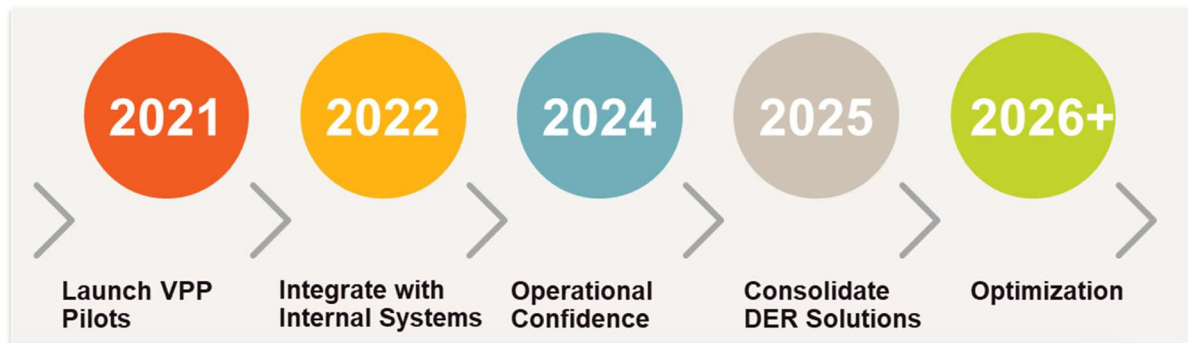 2021
2022
2024
2025
2026+
Launch VPP
Pilots
Integrate with
Internal Systems
Operational
Confidence
Consolidate
DER Solutions
Optimization